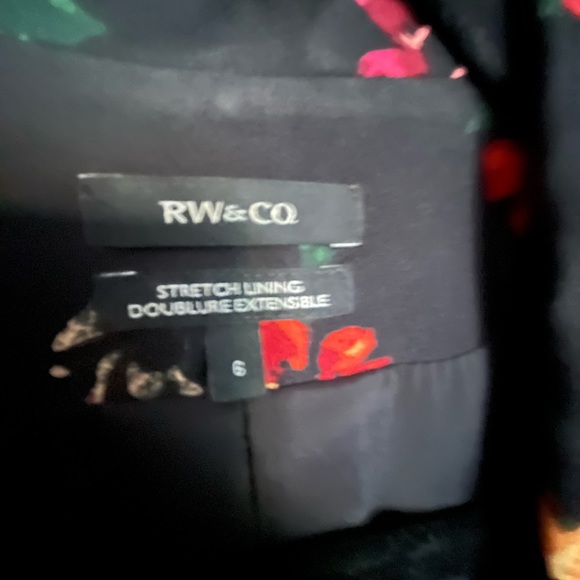 RW&CO.
STRETCH LINING
DOUBLURE EXTENSIBLE
6